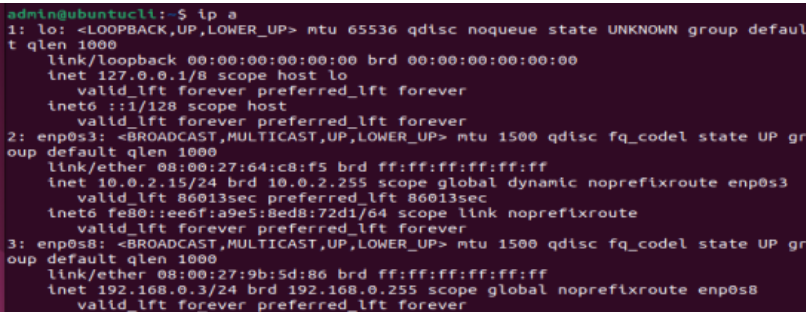 admin@ubuntucli:~$ ip a
1: lo: <LOOPBACK,UP,LOWER_UP> mtu 65536 qdisc noqueue state UNKNOWN group defaul
t qlen 1000
    link/loopback 00:00:00:00:00:00 brd 00:00:00:00:00:00
    inet 127.0.0.1/8 scope host lo
       valid_lft forever preferred_lft forever
    inet6 ::1/128 scope host
       valid_lft forever preferred_lft forever
2: enp0s3: <BROADCAST,MULTICAST,UP,LOWER_UP> mtu 1500 qdisc fq_codel state UP gr
oup default qlen 1000
    link/ether 08:00:27:64:c8:f5 brd ff:ff:ff:ff:ff:ff
    inet 10.0.2.15/24 brd 10.0.2.255 scope global dynamic noprefixroute enp0s3
       valid_lft 86013sec preferred_lft 86013sec
    inet6 fe80::ee6f:a9e5:8ed8:72d1/64 scope link noprefixroute
       valid_lft forever preferred_lft forever
3: enp0s8: <BROADCAST,MULTICAST,UP,LOWER_UP> mtu 1500 qdisc fq_codel state UP gr
oup default qlen 1000
    link/ether 08:00:27:9b:5d:86 brd ff:ff:ff:ff:ff:ff
    inet 192.168.0.3/24 brd 192.168.0.255 scope global noprefixroute enp0s8
       valid_lft forever preferred_lft forever